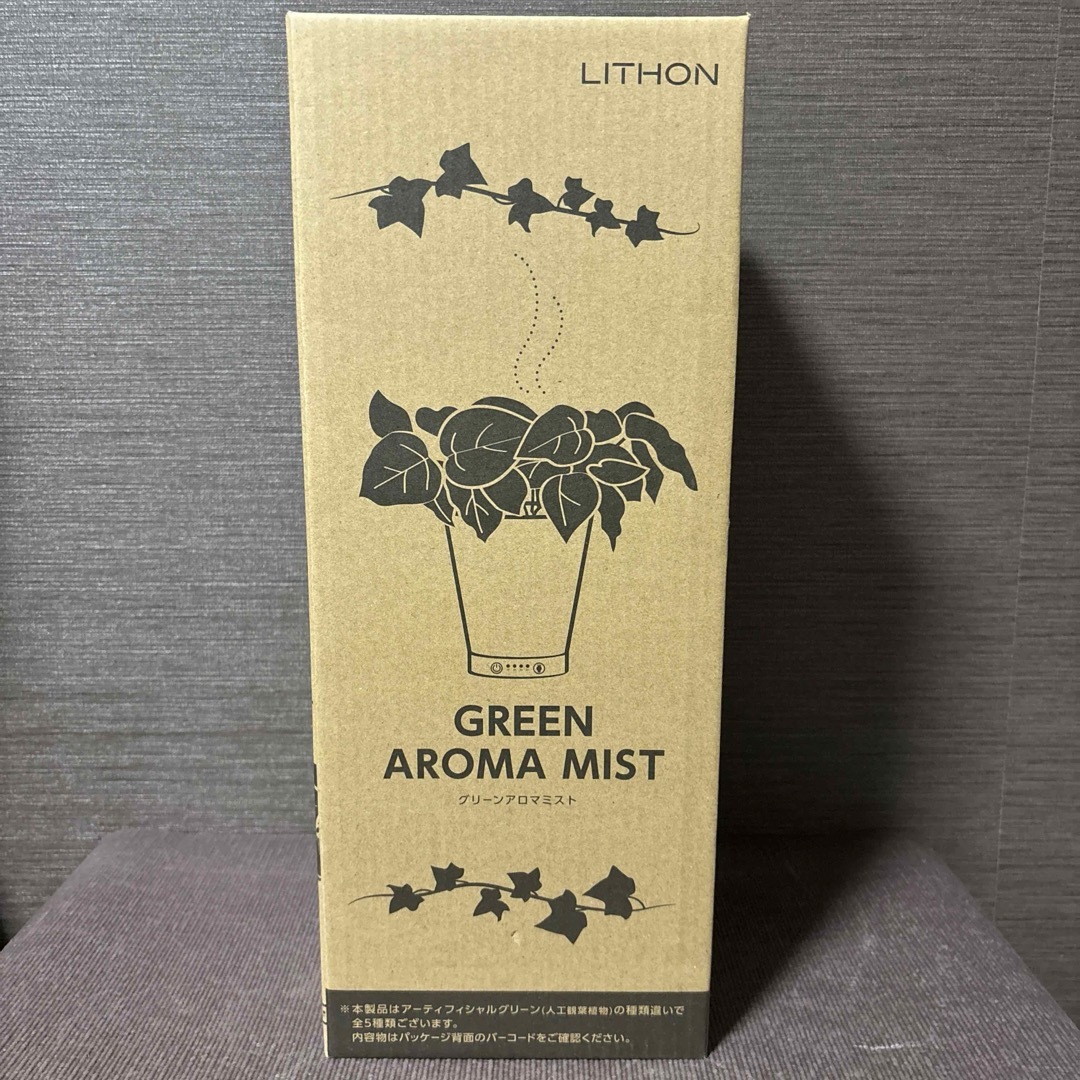 LITHON
GREEN
AROMA MIST
グリーンアロマミスト
※本製品はアーティフィシャルグリーン(人工観葉植物)の種類違いで
全5種類ございます。
内容物はパッケージ背面のバーコードをご確認ください。